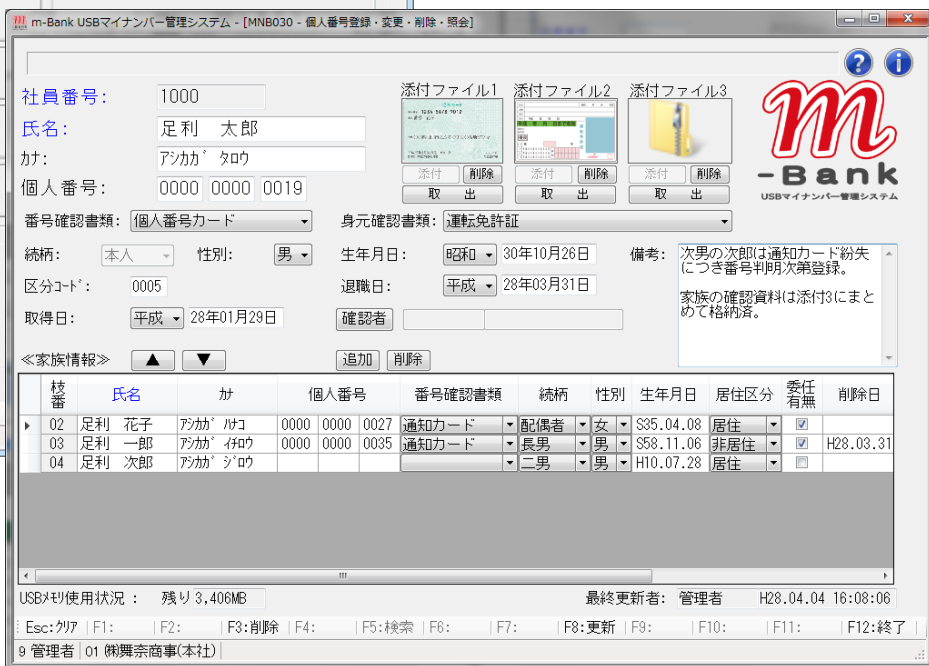 m-Bank USBマイナンバー管理システム - [MNB030 - 個人番号登録・変更・削除・照会]
社員番号: 1000
氏名: 足利 太郎
カナ: アシカカ゛ タロウ
個人番号: 0000 0000 0019
添付ファイル1 添付ファイル2 添付ファイル3
添付 削除 添付 削除 添付 削除
取 出 取 出 取 出
m
-Bank
USBマイナンバー管理システム
番号確認書類: 個人番号カード 身元確認書類: 運転免許証
続柄: 本人 性別: 男 生年月日: 昭和 30年10月26日
区分コード: 0005 退職日: 平成 28年03月31日
取得日: 平成 28年01月29日 確認者
備考: 次男の次郎は通知カード紛失
につき番号判明次第登録。
家族の確認資料は添付3にまと
めて格納済。
≪家族情報≫ ▲ ▼ 追加 削除
枝番 氏名 カナ 個人番号 番号確認書類 続柄 性別 生年月日 居住区分 委任有無 削除日
02 足利 花子 アシカカ゛ ハナコ 0000 0000 0027 通知カード 配偶者 女 S35.04.08 居住
03 足利 一郎 アシカカ゛ イチロウ 0000 0000 0035 通知カード 長男 男 S58.11.06 非居住 H28.03.31
04 足利 次郎 アシカカ゛ シ゛ロウ 二男 男 H10.07.28 居住
USBメモリ使用状況 : 残り 3,406MB 最終更新者: 管理者 H28.04.04 16:08:06
Esc:クリア F1: F2: F3:削除 F4: F5:検索 F6: F7: F8:更新 F9: F10: F11: F12:終了
9 管理者 01 ㈱舞奈商事(本社)